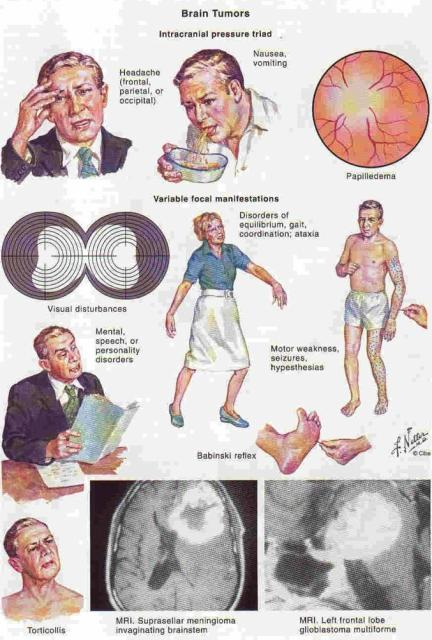 Brain Tumors
Intracranial pressure triad
Headache
(frontal,
parietal, or
occipital)
Nausea,
vomiting
Papilledema
Variable focal manifestations
Disorders of
equilibrium, gait,
coordination; ataxia
Visual disturbances
Mental,
speech, or
personality
disorders
Motor weakness,
seizures,
hypesthesias
Babinski reflex
F. Netter
M.D.
© Ciba
Torticollis
MRI. Suprasellar meningioma
invaginating brainstem
MRI. Left frontal lobe
glioblastoma multiforme